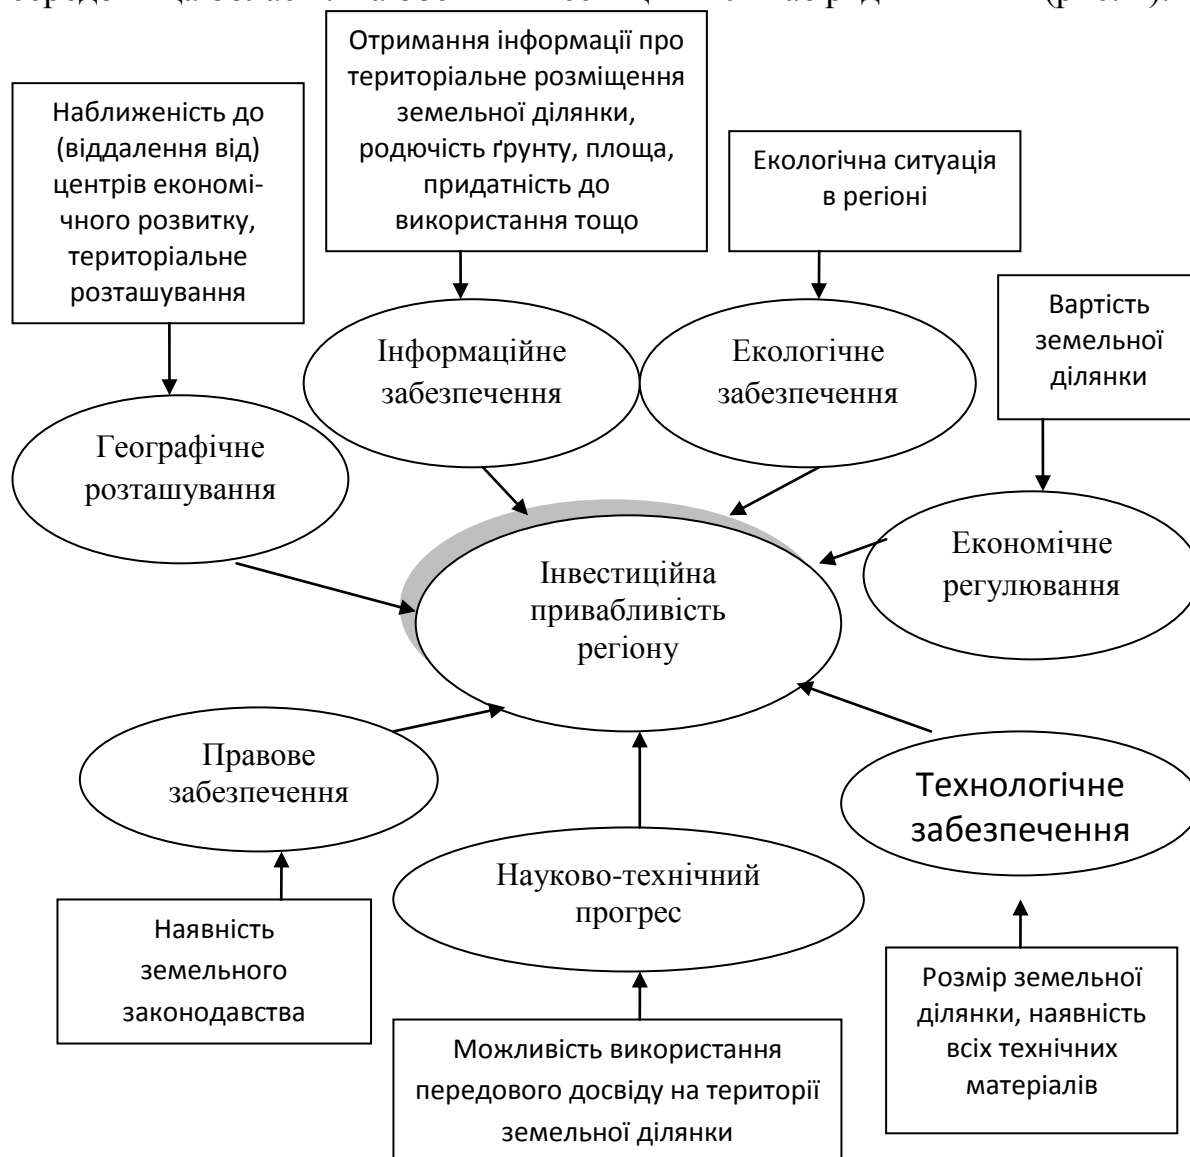 Отримання інформації про
територіальне розміщення
земельної ділянки,
родючість ґрунту, площа,
придатність до
використання тощо
Наближеність до
(віддалення від)
центрів економі-
чного розвитку,
територіальне
розташування
Екологічна ситуація
в регіоні
Вартість
земельної
ділянки
Інформаційне
забезпечення
Екологічне
забезпечення
Географічне
розташування
Економічне
регулювання
Інвестиційна
привабливість
регіону
Правове
забезпечення
Технологічне
забезпечення
Науково-технічний
прогрес
Наявність
земельного
законодавства
Розмір земельної
ділянки, наявність
всіх технічних
матеріалів
Можливість використання
передового досвіду на території
земельної ділянки